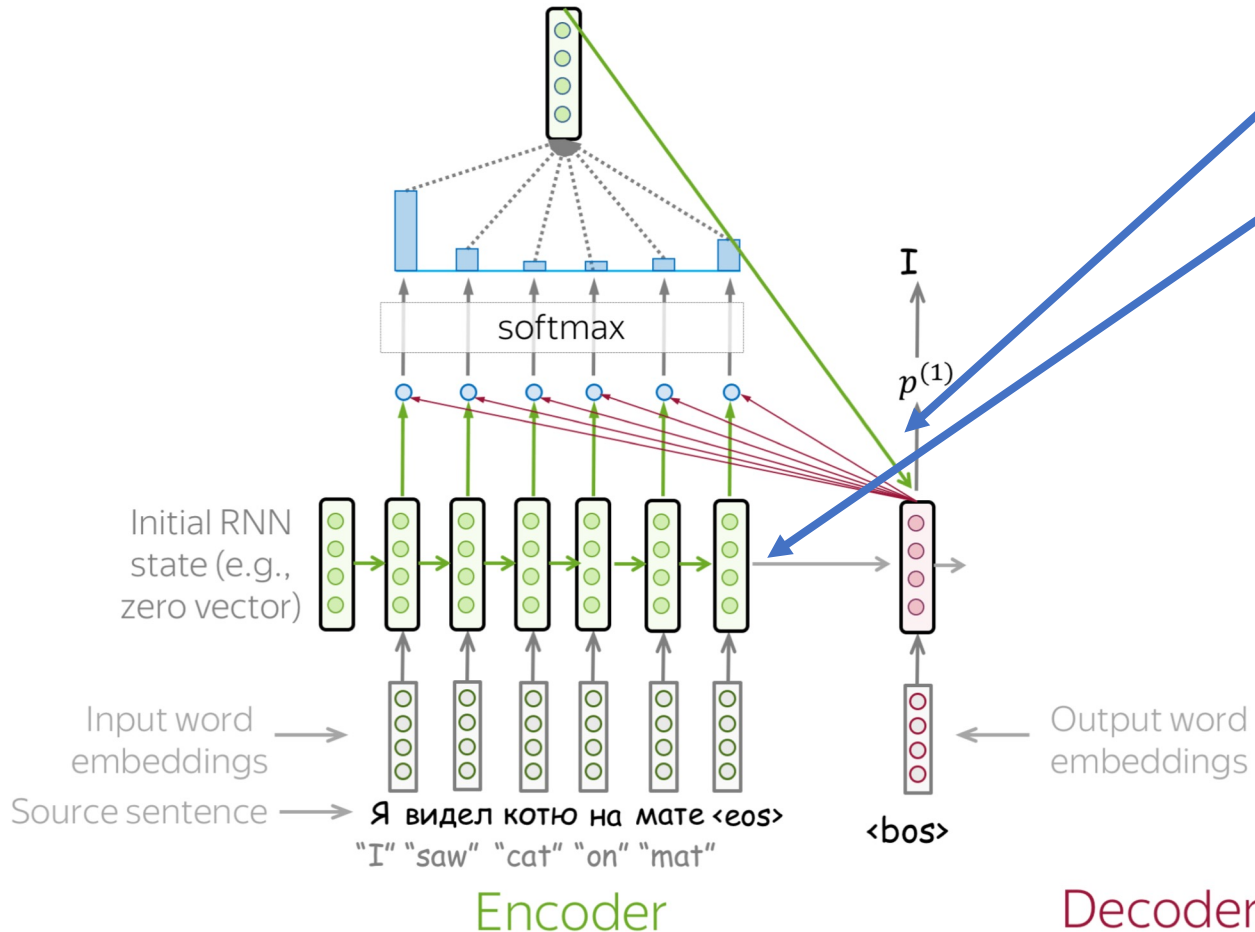 I
softmax
p^{(1)}
Initial RNN
state (e.g.,
zero vector)
Input word
embeddings
Output word
embeddings
Source sentence
Я видел котю на мате <eos>
"I" "saw" "cat" "on" "mat"
<bos>
Encoder
Decoder